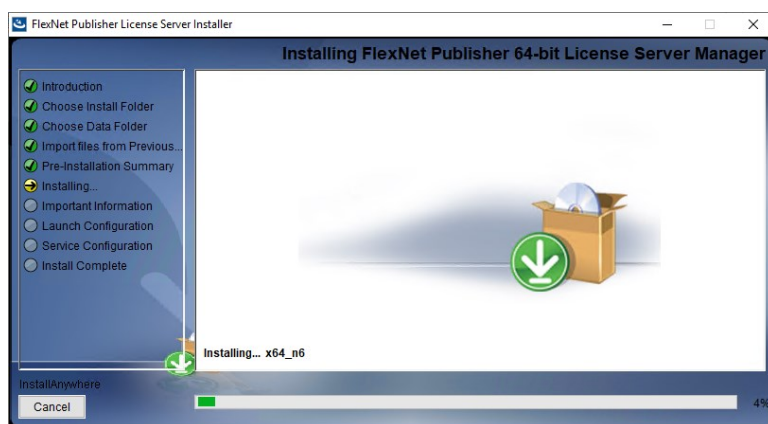 FlexNet Publisher License Server Installer
Installing FlexNet Publisher 64-bit License Server Manager
Introduction
Choose Install Folder
Choose Data Folder
Import files from Previous...
Pre-Installation Summary
Installing...
Important Information
Launch Configuration
Service Configuration
Install Complete
Installing... x64_n6
InstallAnywhere
Cancel
4%